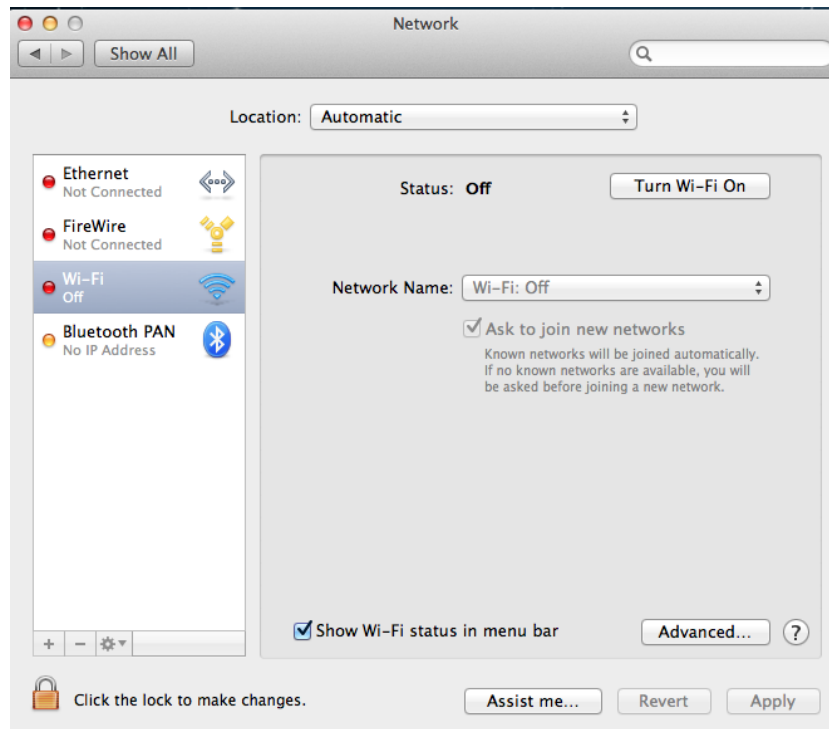 Network
Show All
Location: Automatic
Ethernet
Not Connected
FireWire
Not Connected
Wi-Fi
Off
Bluetooth PAN
No IP Address
Status: Off Turn Wi-Fi On
Network Name: Wi-Fi: Off
Ask to join new networks
Known networks will be joined automatically.
If no known networks are available, you will
be asked before joining a new network.
Show Wi-Fi status in menu bar Advanced... ?
+ −
Click the lock to make changes. Assist me... Revert Apply